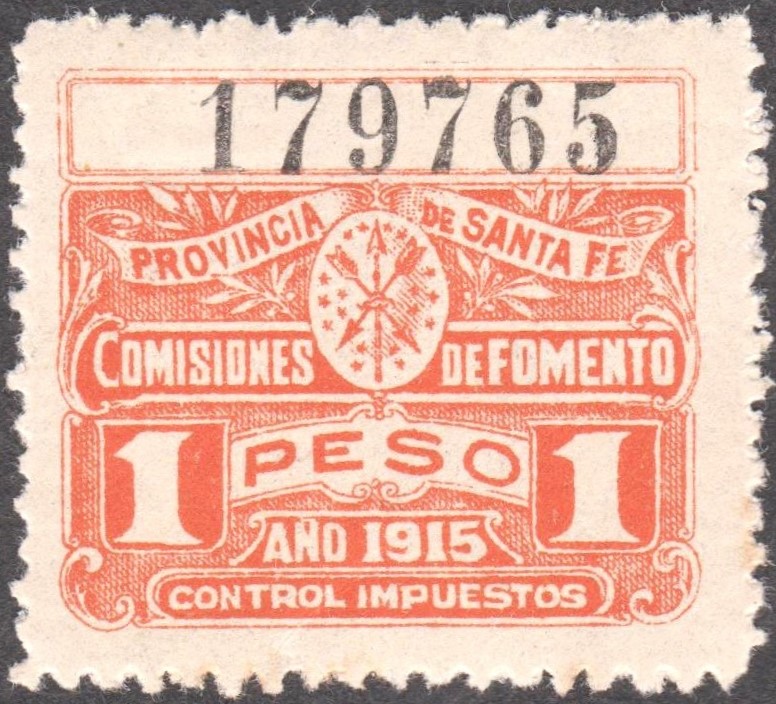 179765
PROVINCIA DE SANTA FE
COMISIONES DE FOMENTO
1 PESO 1
AÑO 1915
CONTROL IMPUESTOS